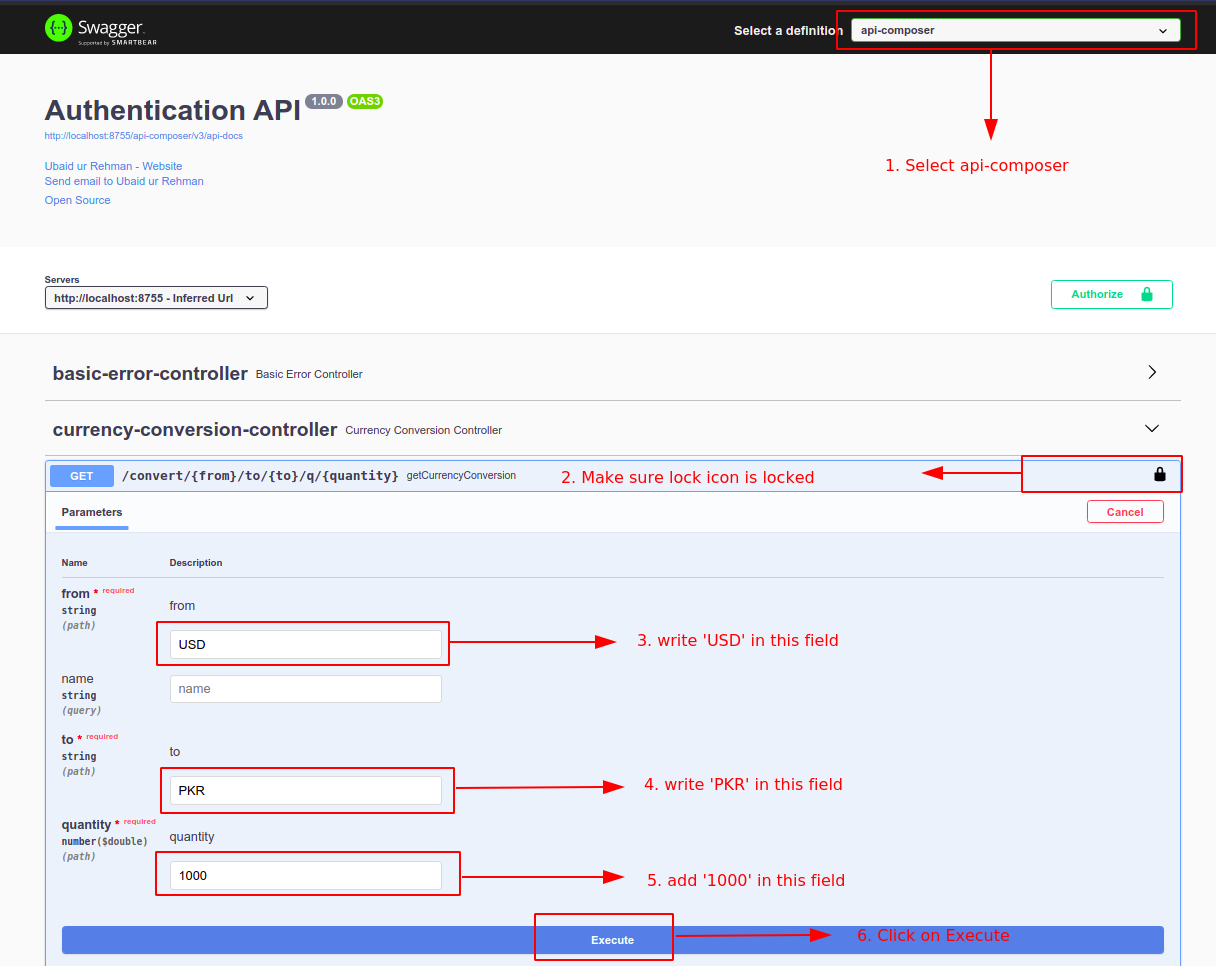 Swagger.
Supported by SMARTBEAR
Select a definition
api-composer
Authentication API 1.0.0 OAS3
http://localhost:8755/api-composer/v3/api-docs
1. Select api-composer
Ubaid ur Rehman - Website
Send email to Ubaid ur Rehman
Open Source
Servers
http://localhost:8755 - Inferred Url
Authorize
basic-error-controller Basic Error Controller
currency-conversion-controller Currency Conversion Controller
GET /convert/{from}/to/{to}/q/{quantity} getCurrencyConversion
2. Make sure lock icon is locked
Parameters
Cancel
Name Description
from * required
string
(path)
from
USD
3. write 'USD' in this field
name
string
(query)
name
to * required
string
(path)
to
PKR
4. write 'PKR' in this field
quantity * required
number($double)
(path)
quantity
1000
5. add '1000' in this field
Execute
6. Click on Execute